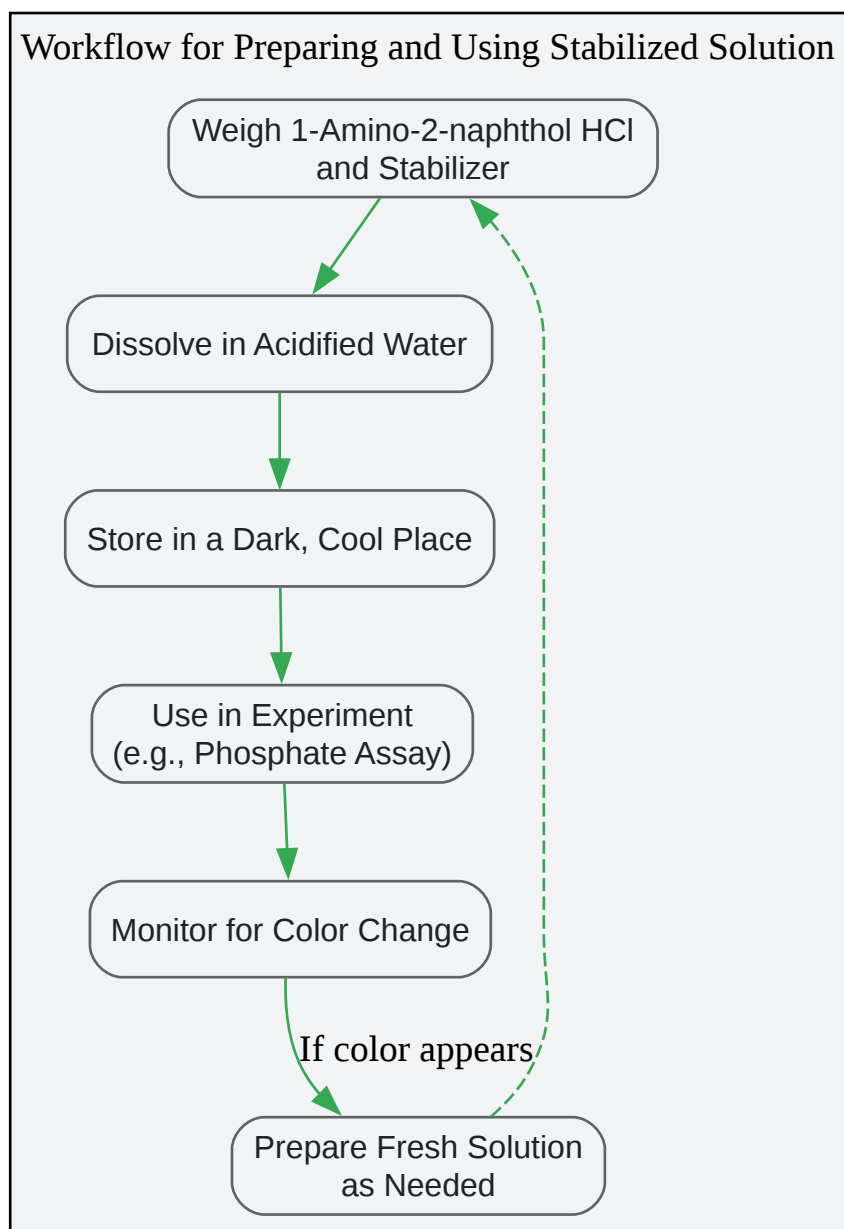 Workflow for Preparing and Using Stabilized Solution
Weigh 1-Amino-2-naphthol HCl
and Stabilizer
Dissolve in Acidified Water
Store in a Dark, Cool Place
Use in Experiment
(e.g., Phosphate Assay)
Monitor for Color Change
If color appears
Prepare Fresh Solution
as Needed